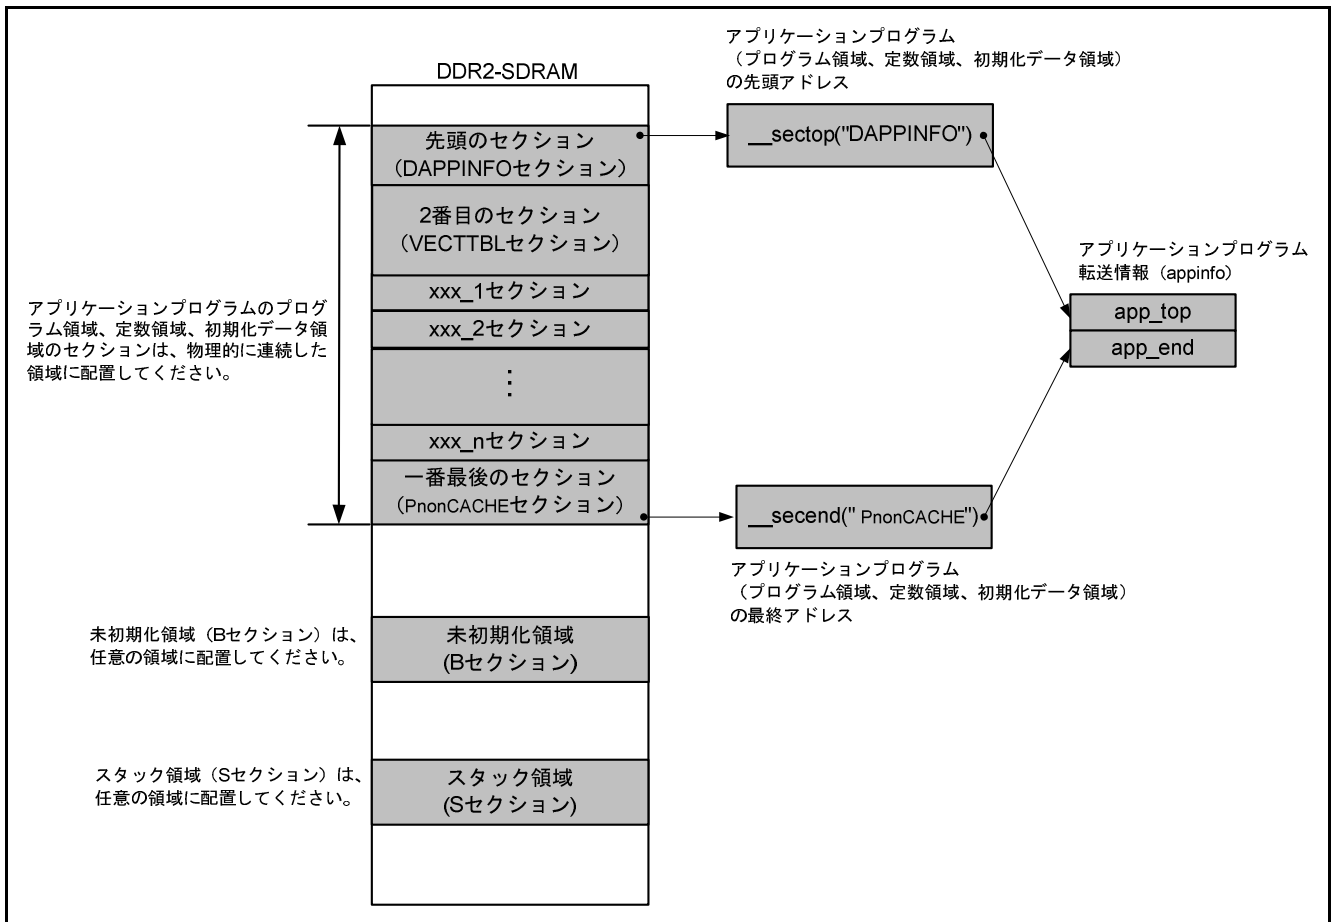 DDR2-SDRAM
先頭のセクション
（DAPPINFOセクション）
2番目のセクション
（VECTTBLセクション）
xxx_1セクション
xxx_2セクション
⋮
xxx_nセクション
一番最後のセクション
（PnonCACHEセクション）
未初期化領域
(Bセクション)
スタック領域
(Sセクション)
アプリケーションプログラムのプログ
ラム領域、定数領域、初期化データ領
域のセクションは、物理的に連続した
領域に配置してください。
未初期化領域（Bセクション）は、
任意の領域に配置してください。
スタック領域（Sセクション）は、
任意の領域に配置してください。
アプリケーションプログラム
（プログラム領域、定数領域、初期化データ領域）
の先頭アドレス
__sectop("DAPPINFO")
アプリケーションプログラム
転送情報（appinfo）
app_top
app_end
__secend(" PnonCACHE")
アプリケーションプログラム
（プログラム領域、定数領域、初期化データ領域）
の最終アドレス